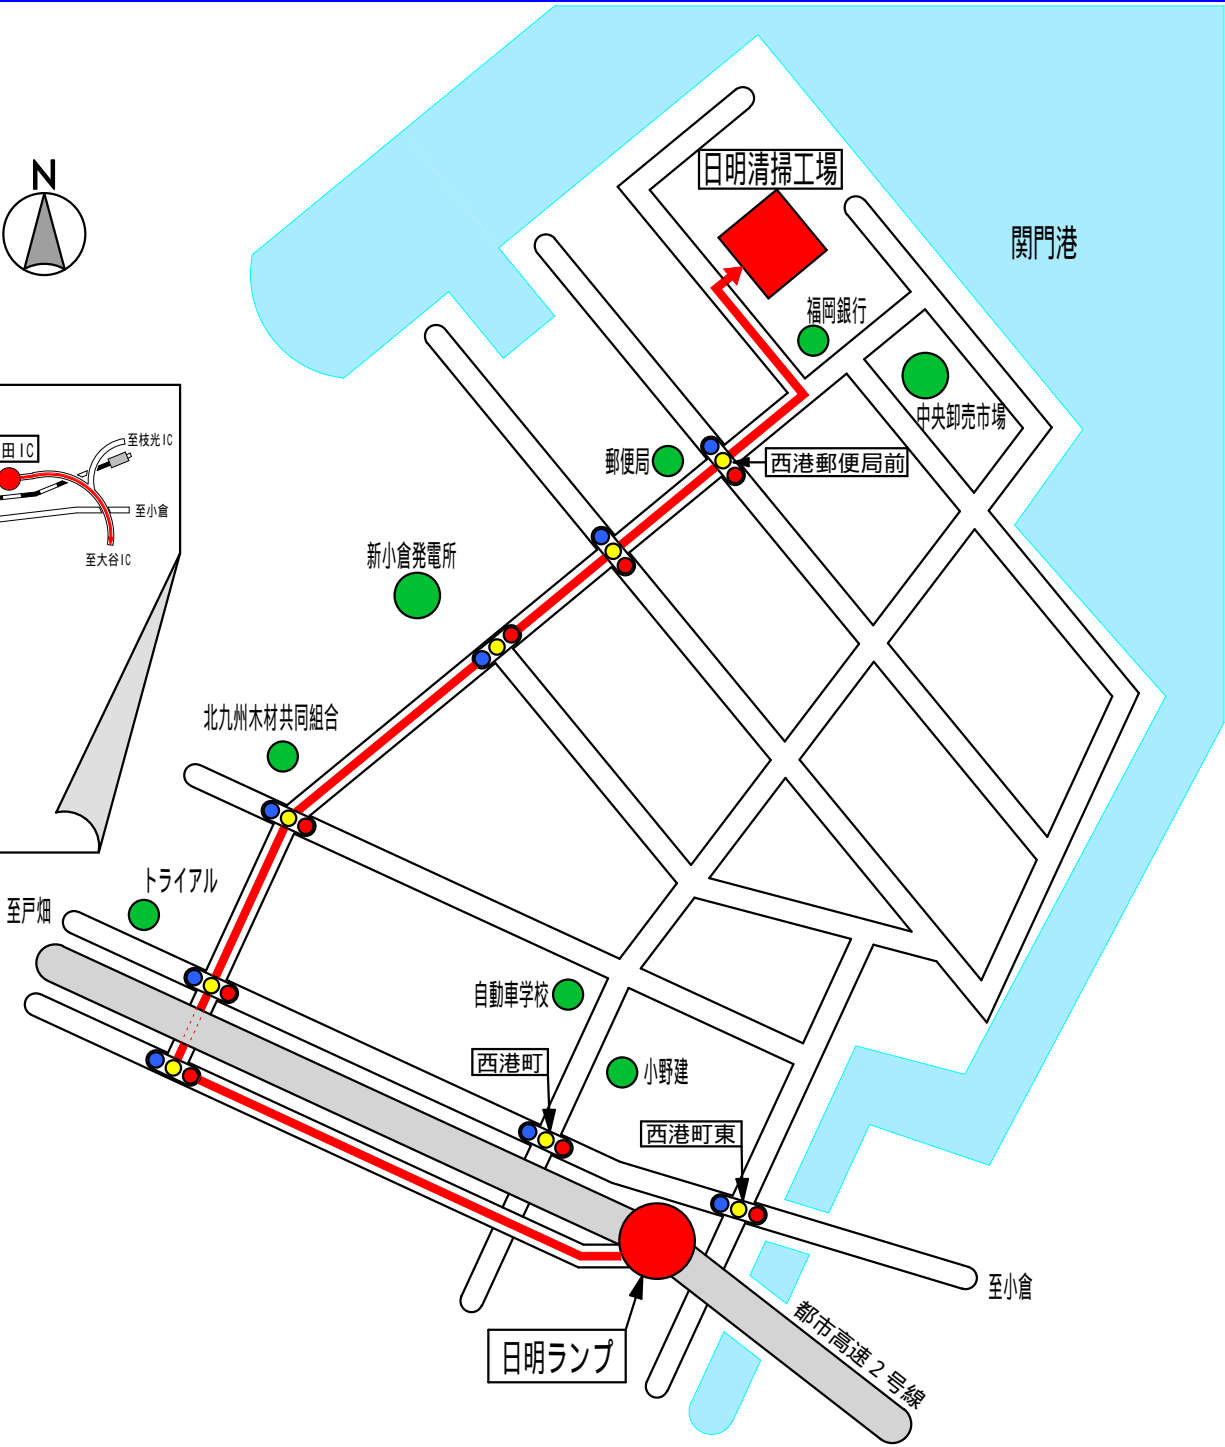 N
日明清掃工場
関門港
福岡銀行
中央卸売市場
田IC
至枝光IC
至小倉
至大谷IC
郵便局
西港郵便局前
新小倉発電所
北九州木材共同組合
トライアル
至戸畑
自動車学校
西港町
小野建
西港町東
至小倉
日明ランプ
都市高速2号線